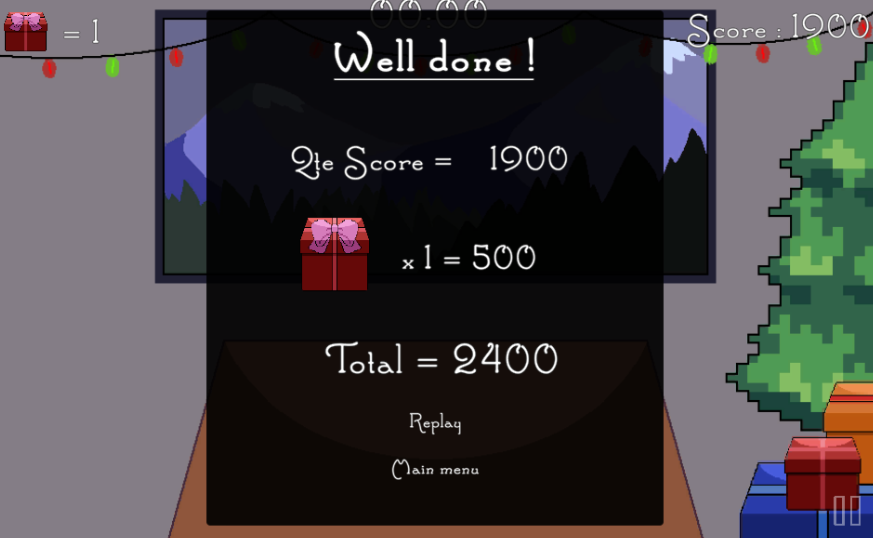 = 1
00:00
Score : 1900
Well done !
Qte Score = 1900
x 1 = 500
Total = 2400
Replay
Main menu